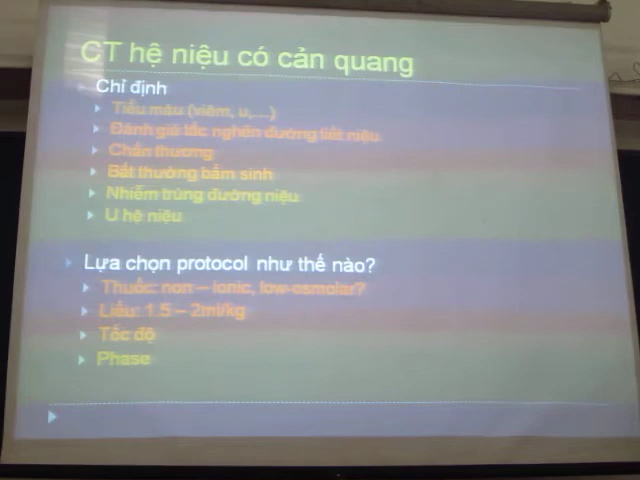 CT hệ niệu có cản quang
Chỉ định
Tiểu máu (viêm, u,...)
Đánh giá tắc nghẽn đường tiết niệu
Chấn thương
Bất thường bẩm sinh
Nhiễm trùng đường niệu
U hệ niệu
Lựa chọn protocol như thế nào?
Thuốc: non – ionic, low-osmolar?
Liều: 1.5 – 2ml/kg
Tốc độ
Phase